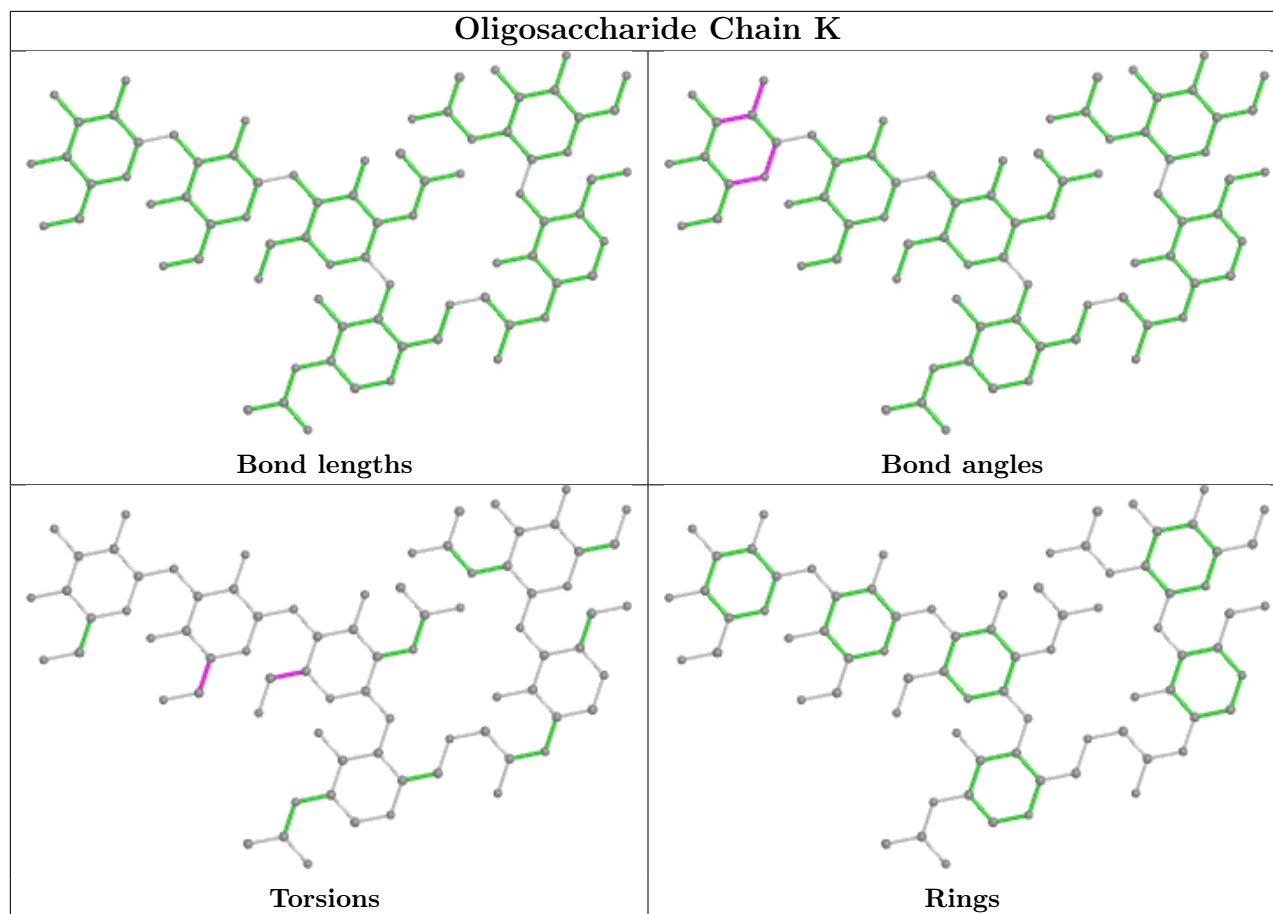 Oligosaccharide Chain K
Bond lengths
Bond angles
Torsions
Rings